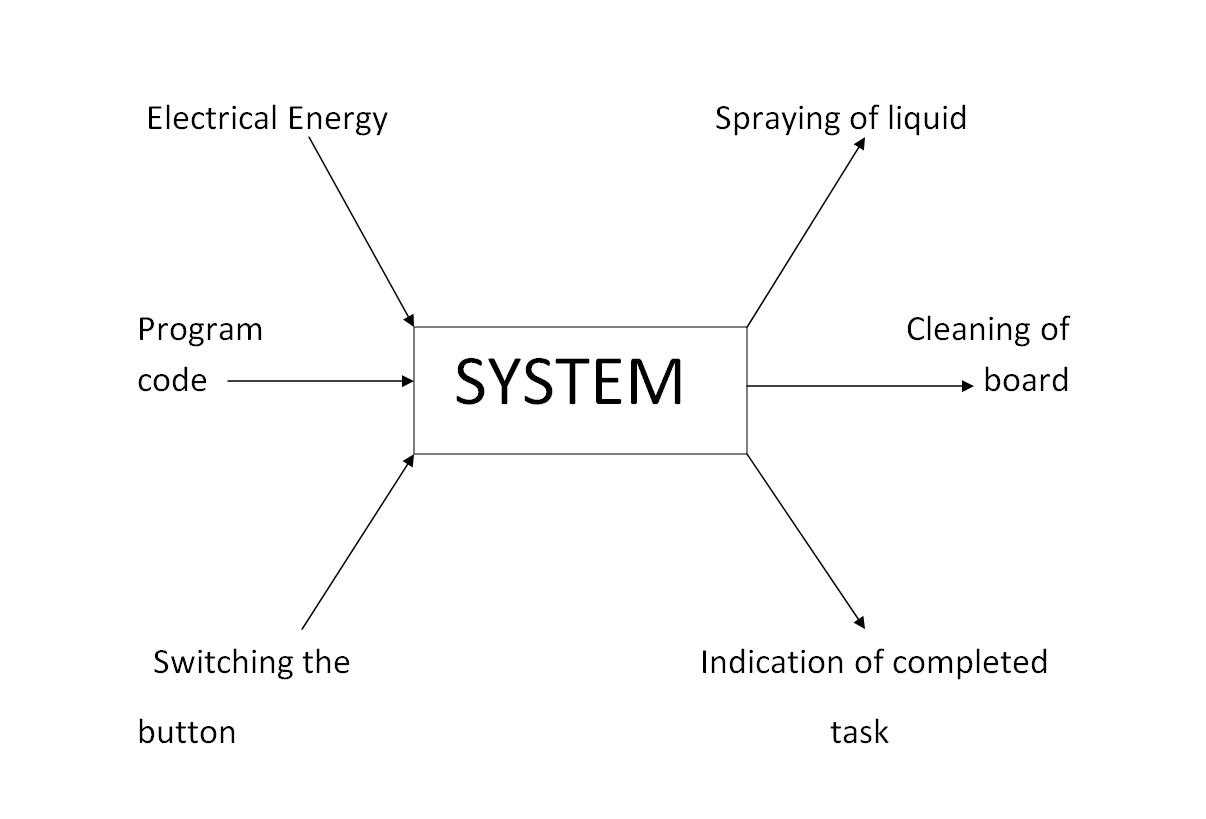 Electrical Energy
Spraying of liquid
Program
code
SYSTEM
Cleaning of
board
Switching the
button
Indication of completed
task